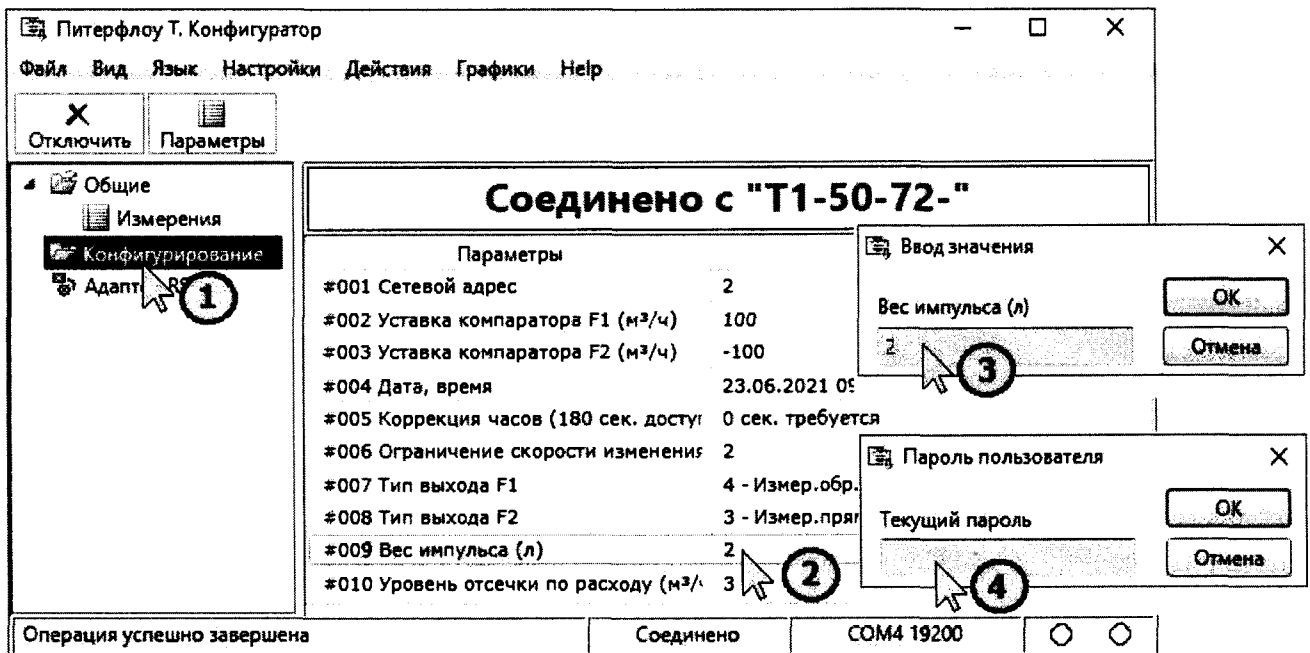 Питерфлоу Т. Конфигуратор
Файл Вид Язык Настройки Действия Графики Help
Отключить Параметры
Общие
Измерения
Конфигурирование
1
Соединено с "Т1-50-72-"
Параметры
#001 Сетевой адрес 2
#002 Уставка компаратора F1 (м³/ч) 100
#003 Уставка компаратора F2 (м³/ч) -100
#004 Дата, время 23.06.2021 09
#005 Коррекция часов (180 сек. досту 0 сек. требуется
#006 Ограничение скорости изменения 2
#007 Тип выхода F1 4 - Измер.обр.
#008 Тип выхода F2 3 - Измер.пря
#009 Вес импульса (л) 2
2
#010 Уровень отсечки по расходу (м³/ 3
Ввод значения
Вес импульса (л)
2
3
OK
Отмена
Пароль пользователя
Текущий пароль
4
OK
Отмена
Операция успешно завершена Соединено COM4 19200